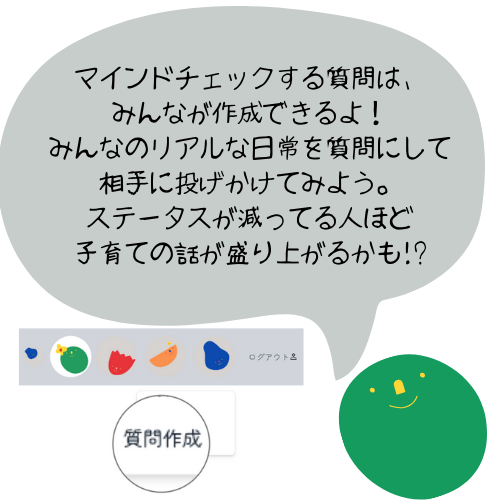 マインドチェックする質問は、
みんなが作成できるよ！
みんなのリアルな日常を質問にして
相手に投げかけてみよう。
ステータスが減ってる人ほど
子育ての話が盛り上がるかも!?
ログアウト
質問作成